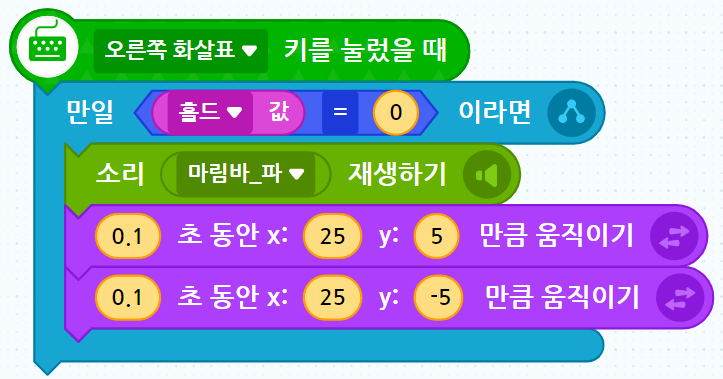 오른쪽 화살표 키를 눌렀을 때
만일 홀드 값 = 0 이라면
소리 마림바_파 재생하기
0.1 초 동안 x: 25 y: 5 만큼 움직이기
0.1 초 동안 x: 25 y: -5 만큼 움직이기